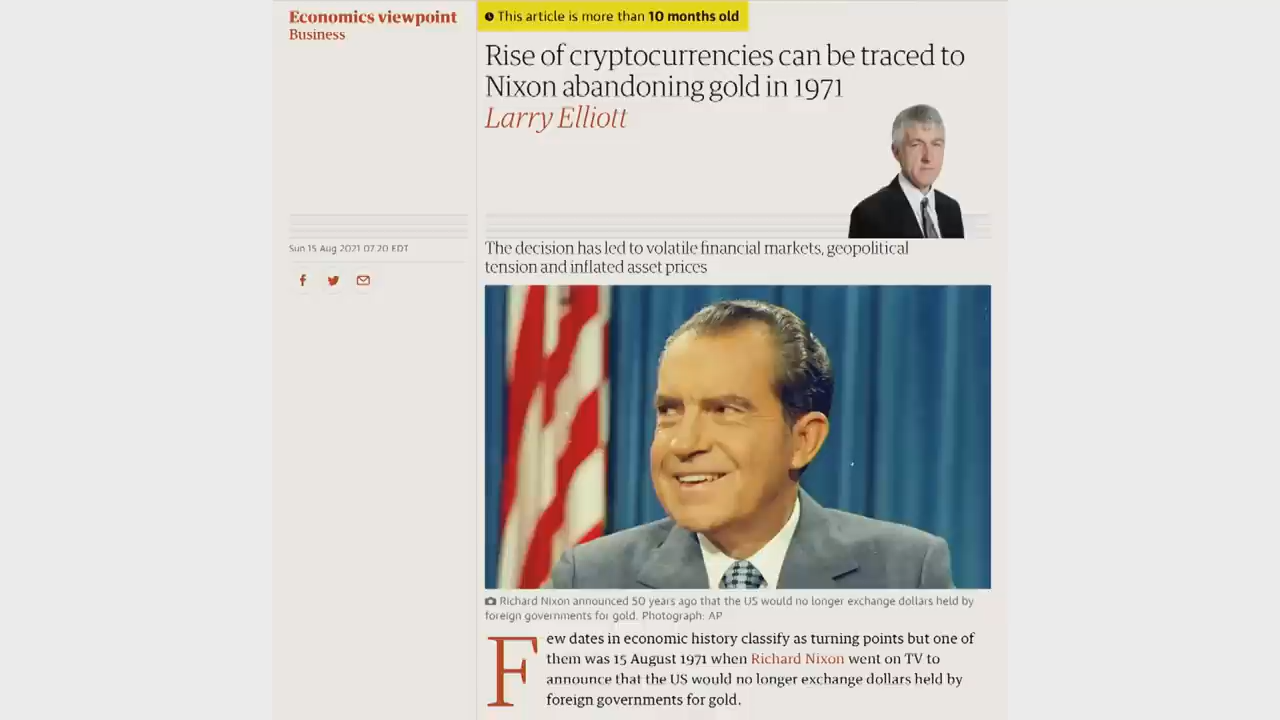 Economics viewpoint
Business
This article is more than 10 months old
Rise of cryptocurrencies can be traced to
Nixon abandoning gold in 1971
Larry Elliott
Sun 15 Aug 2021 07.20 EDT
The decision has led to volatile financial markets, geopolitical
tension and inflated asset prices
Richard Nixon announced 50 years ago that the US would no longer exchange dollars held by
foreign governments for gold. Photograph: AP
Few dates in economic history classify as turning points but one of
them was 15 August 1971 when Richard Nixon went on TV to
announce that the US would no longer exchange dollars held by
foreign governments for gold.